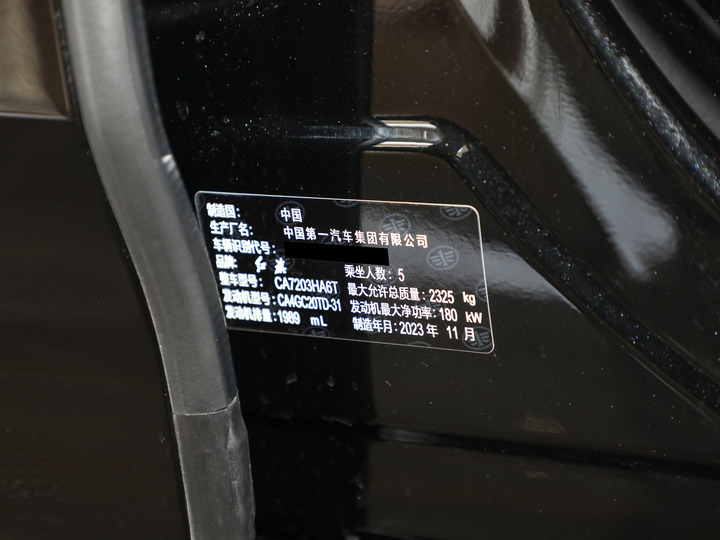 制造国： 中国
生产厂名： 中国第一汽车集团有限公司
车辆识别代号：
品牌： 红旗 乘坐人数：5
整车型号： CA7203HA6T 最大允许总质量：2325 kg
发动机型号：CA4GC20TD-31 发动机最大净功率：180 kW
发动机排量：1989 mL 制造年月：2023 年 11 月